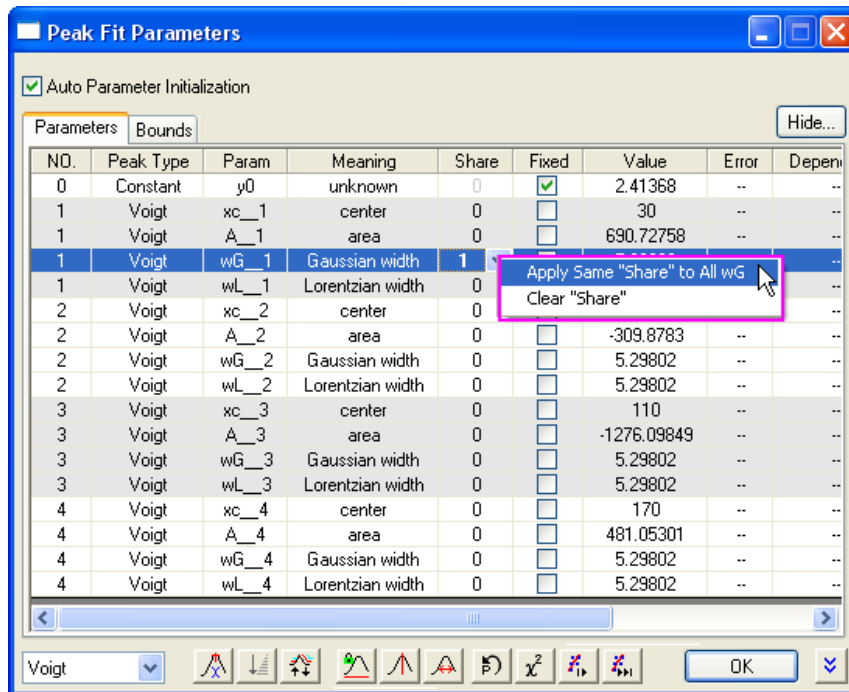 Peak Fit Parameters
Auto Parameter Initialization
Parameters Bounds Hide...
NO. Peak Type Param Meaning Share Fixed Value Error
0 Constant y0 unknown 0 2.41368 --
1 Voigt xc__1 center 0 30 -- --
1 Voigt A__1 area 0 690.72758 -- --
1 Voigt wG__1 Gaussian width 1 --
Apply Same "Share" to All wG
1 Voigt wL__1 Lorentzian width 0 --
Clear "Share"
2 Voigt xc__2 center 0 --
2 Voigt A__2 area 0 -309.8783 -- --
2 Voigt wG__2 Gaussian width 0 5.29802 -- --
2 Voigt wL__2 Lorentzian width 0 5.29802 -- --
3 Voigt xc__3 center 0 110 -- --
3 Voigt A__3 area 0 -1276.09849 -- --
3 Voigt wG__3 Gaussian width 0 5.29802 -- --
3 Voigt wL__3 Lorentzian width 0 5.29802 -- --
4 Voigt xc__4 center 0 170 -- --
4 Voigt A__4 area 0 481.05301 -- --
4 Voigt wG__4 Gaussian width 0 5.29802 -- --
4 Voigt wL__4 Lorentzian width 0 5.29802 -- --
Voigt χ² OK